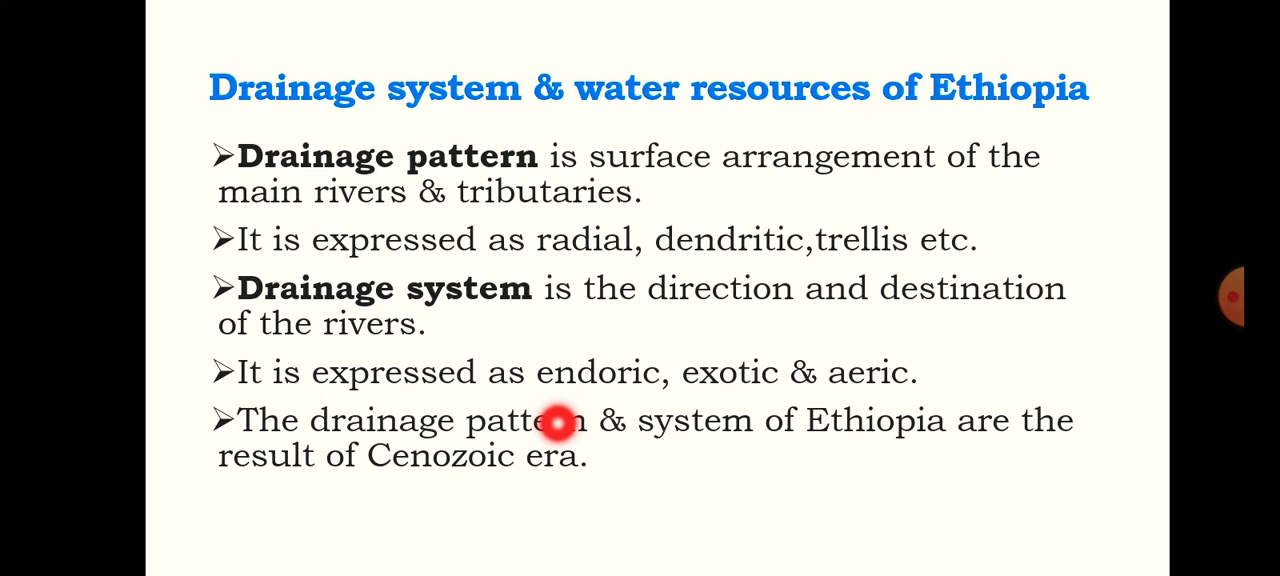 Drainage system & water resources of Ethiopia
➢Drainage pattern is surface arrangement of the
main rivers & tributaries.
➢It is expressed as radial, dendritic,trellis etc.
➢Drainage system is the direction and destination
of the rivers.
➢It is expressed as endoric, exotic & aeric.
➢The drainage pattern & system of Ethiopia are the
result of Cenozoic era.